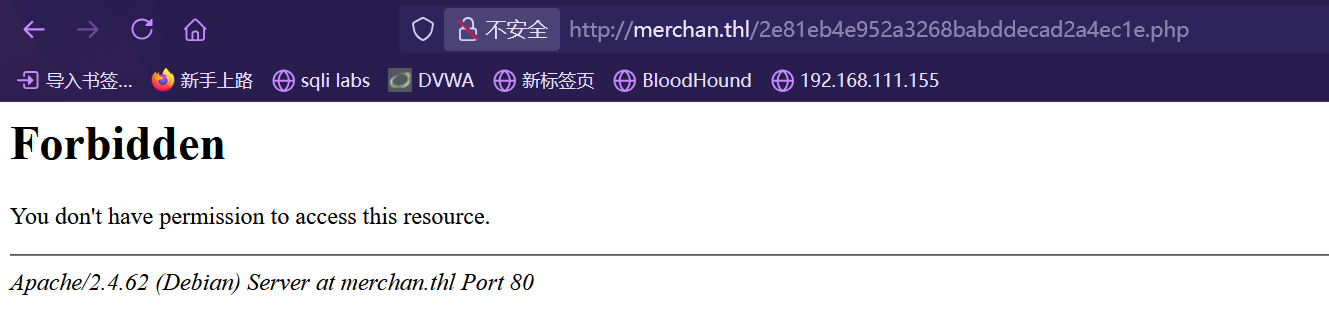 不安全 http://merchan.thl/2e81eb4e952a3268babddecad2a4ec1e.php
导入书签... 新手上路 sqli labs DVWA 新标签页 BloodHound 192.168.111.155
Forbidden
You don't have permission to access this resource.
Apache/2.4.62 (Debian) Server at merchan.thl Port 80